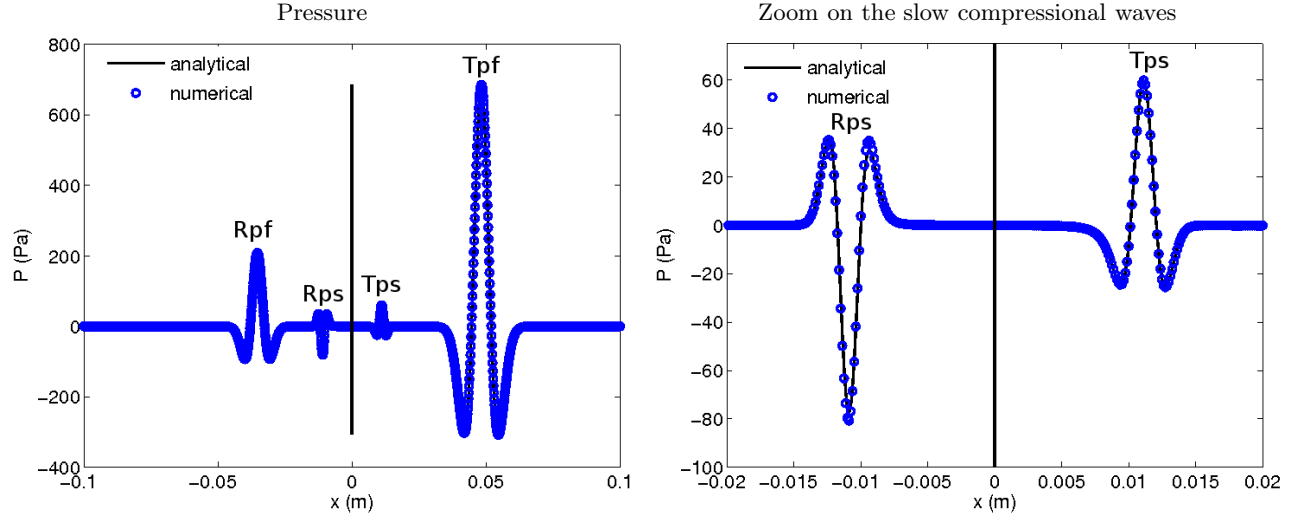 Pressure
800
600
400
200
0
−200
−400
P (Pa)
analytical
numerical
Rpf
Rps
Tps
Tpf
−0.1
−0.05
0
0.05
0.1
x (m)
Zoom on the slow compressional waves
60
40
20
0
−20
−40
−60
−80
−100
P (Pa)
analytical
numerical
Rps
Tps
−0.02
−0.015
−0.01
−0.005
0
0.005
0.01
0.015
0.02
x (m)